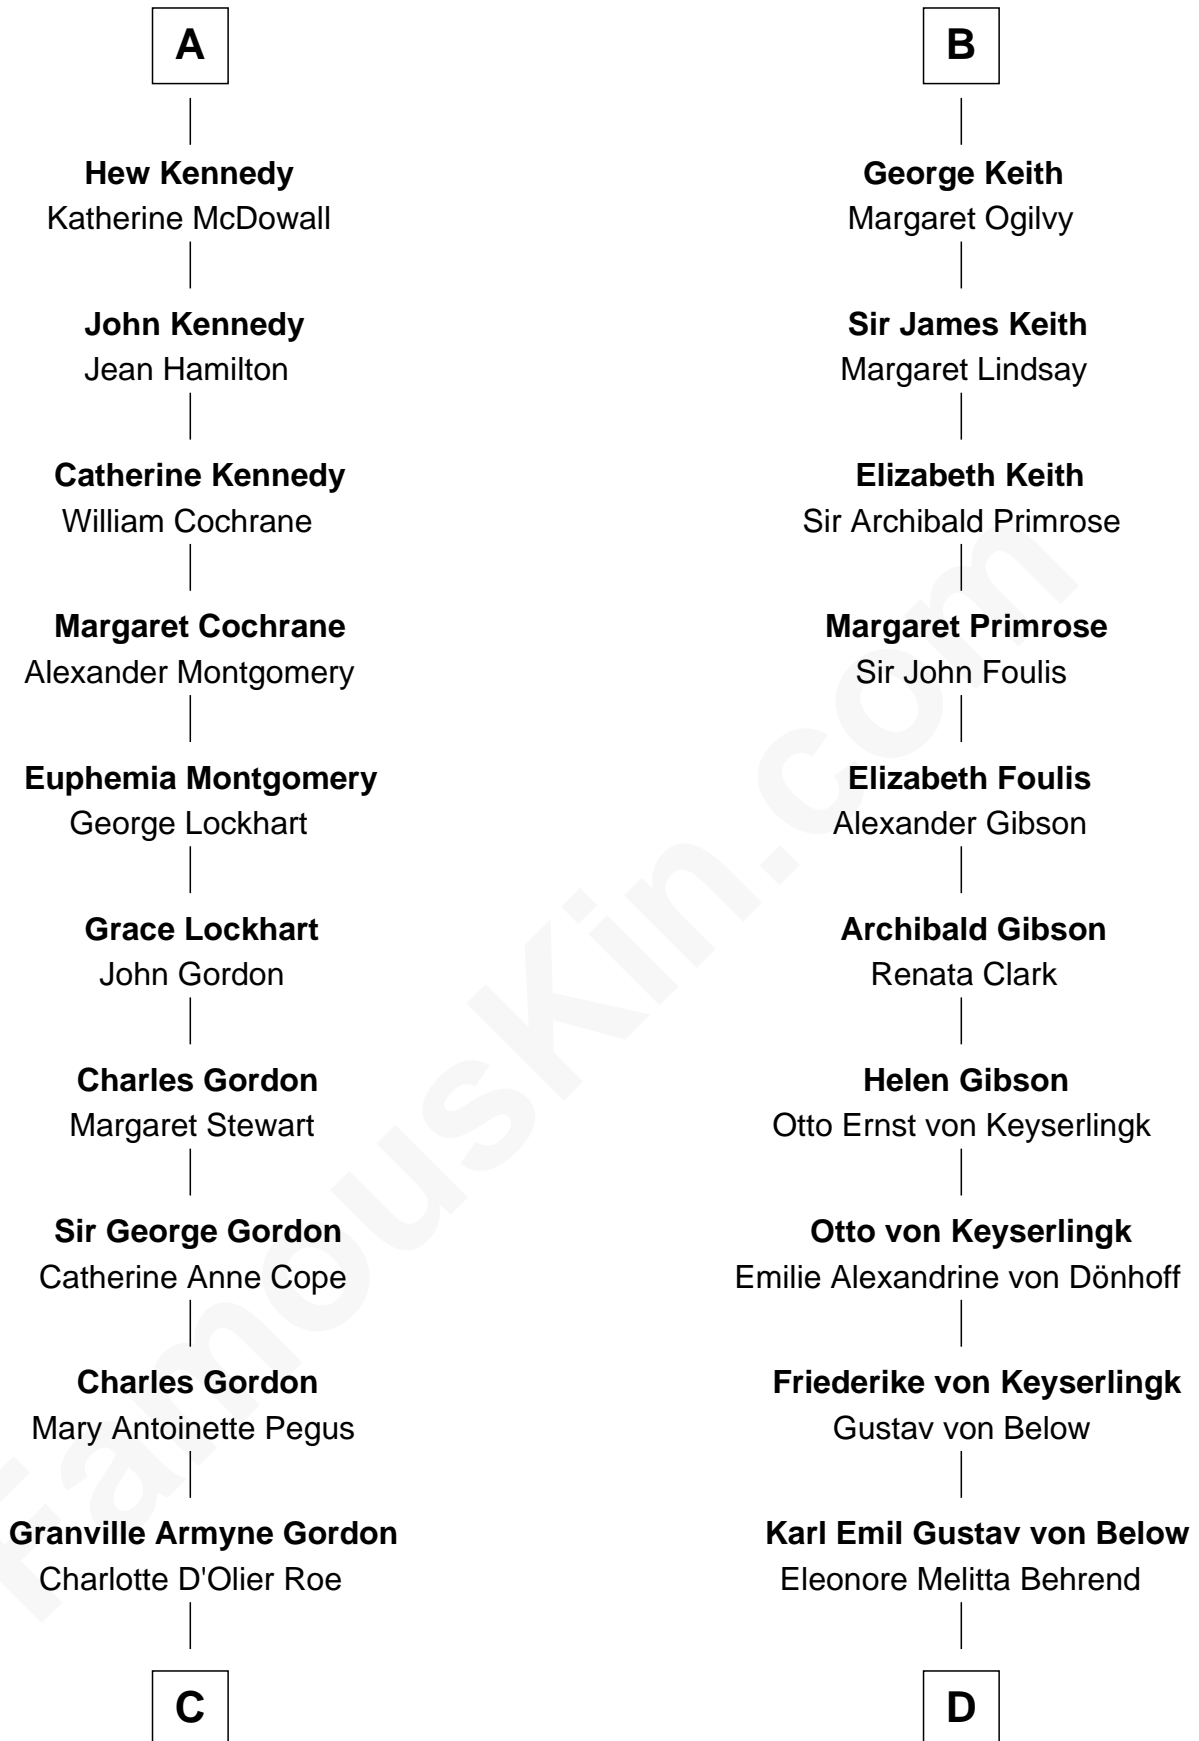 A
Hew Kennedy
Katherine McDowall
John Kennedy
Jean Hamilton
Catherine Kennedy
William Cochrane
Margaret Cochrane
Alexander Montgomery
Euphemia Montgomery
George Lockhart
Grace Lockhart
John Gordon
Charles Gordon
Margaret Stewart
Sir George Gordon
Catherine Anne Cope
Charles Gordon
Mary Antoinette Pegus
Granville Armyne Gordon
Charlotte D'Olier Roe
C
B
George Keith
Margaret Ogilvy
Sir James Keith
Margaret Lindsay
Elizabeth Keith
Sir Archibald Primrose
Margaret Primrose
Sir John Foulis
Elizabeth Foulis
Alexander Gibson
Archibald Gibson
Renata Clark
Helen Gibson
Otto Ernst von Keyserlingk
Otto von Keyserlingk
Emilie Alexandrine von Dönhoff
Friederike von Keyserlingk
Gustav von Below
Karl Emil Gustav von Below
Eleonore Melitta Behrend
D
FamousKin.com